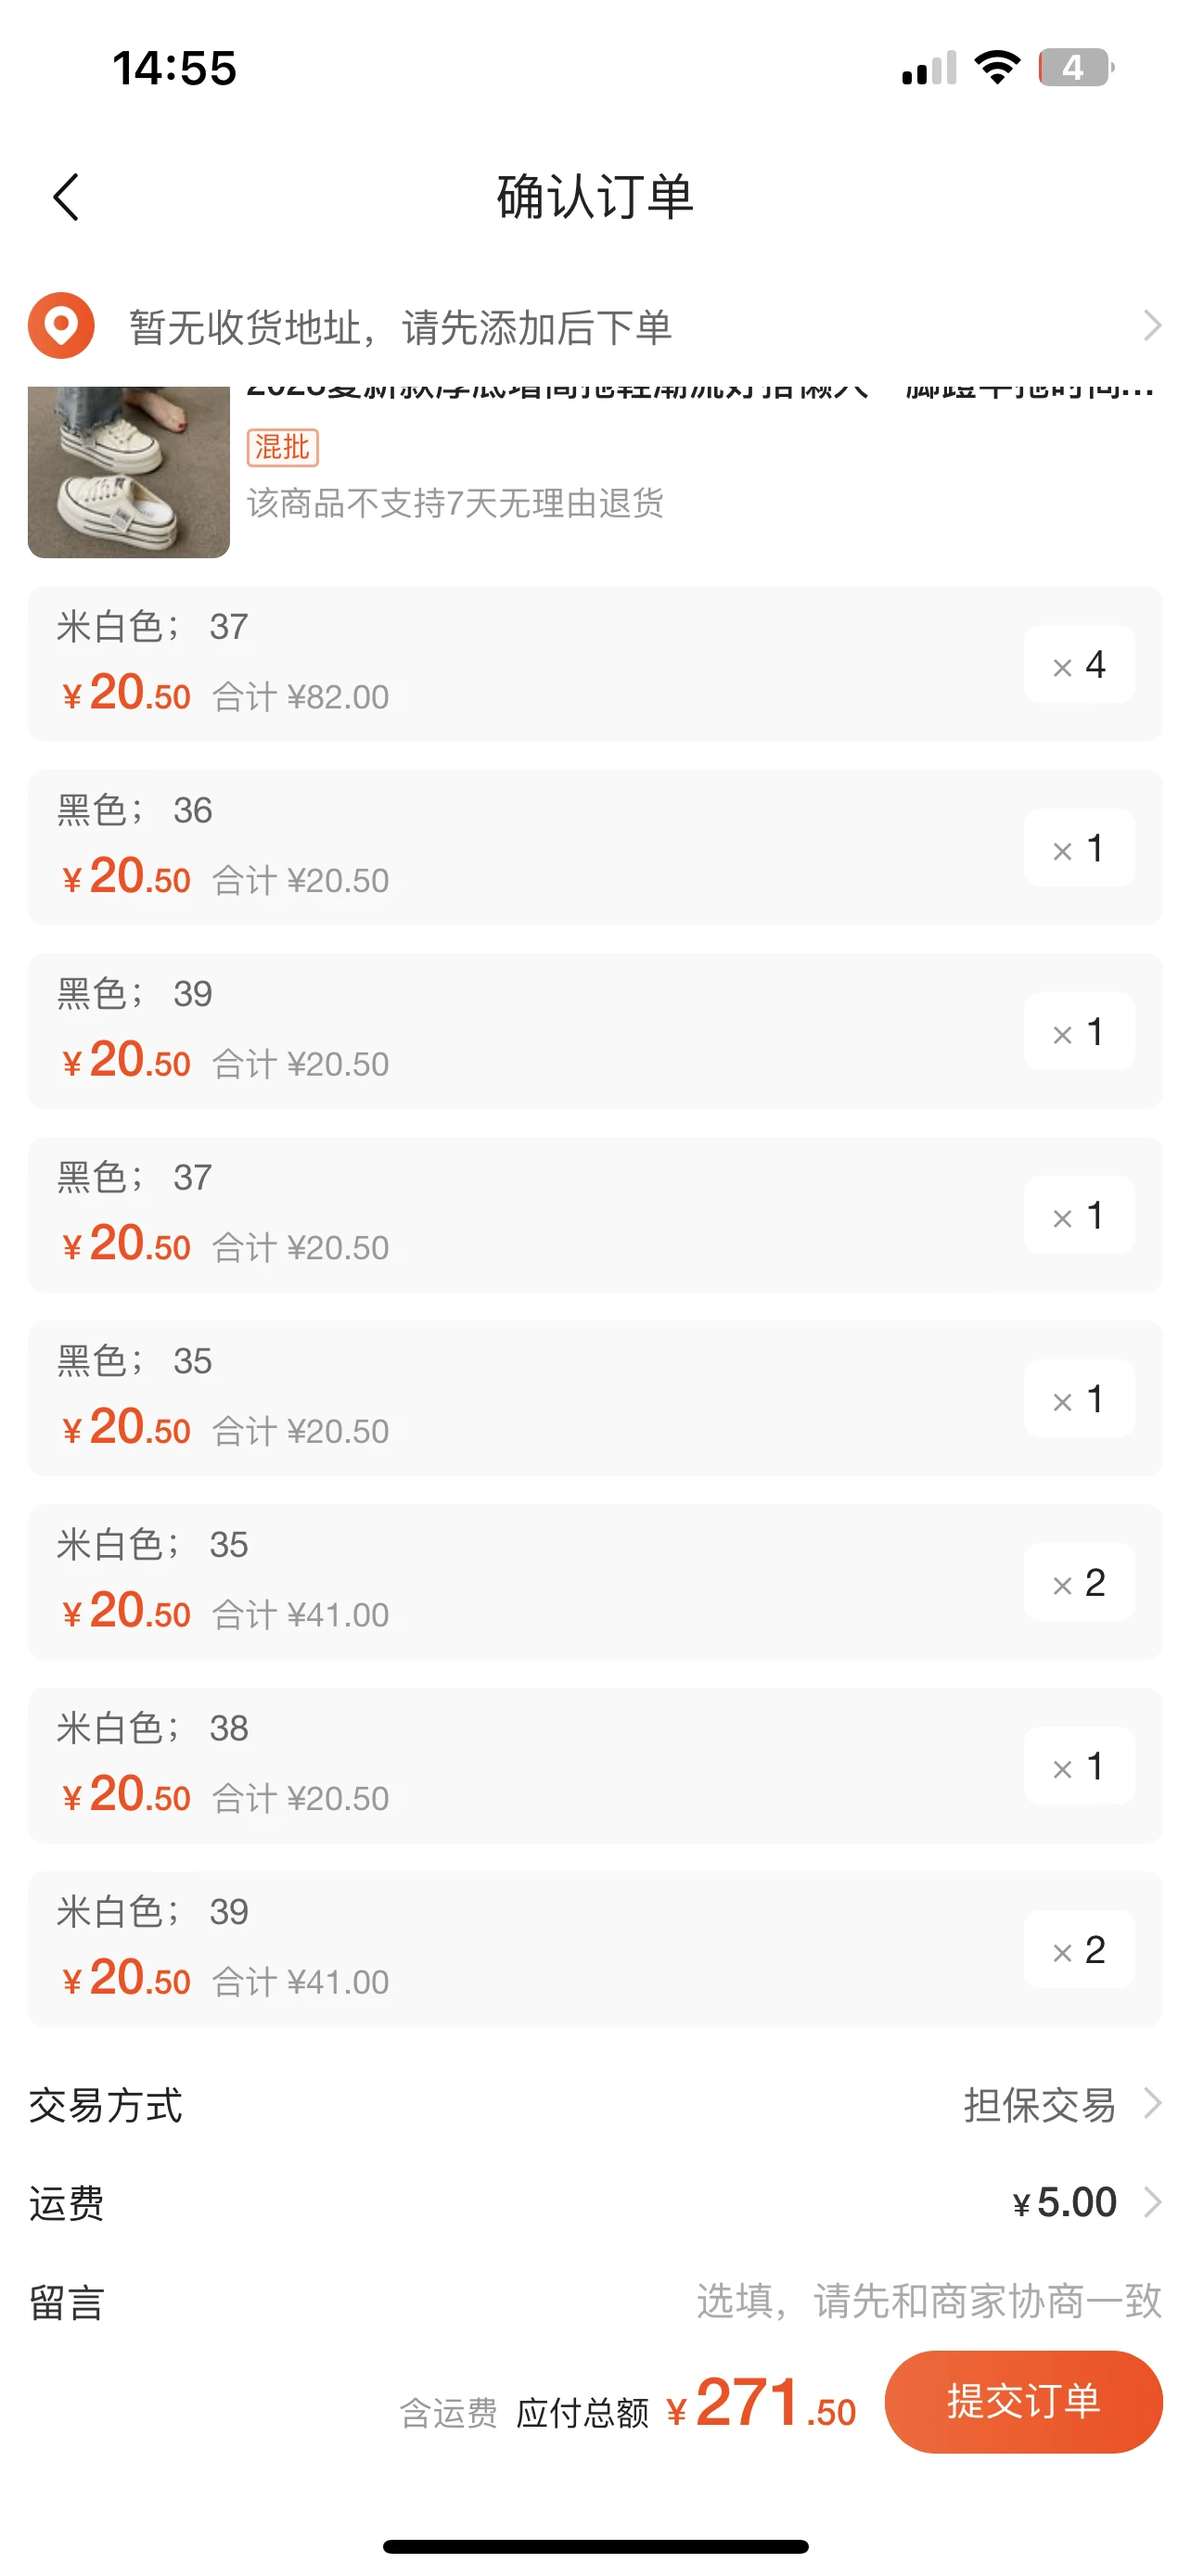 14:55
4
确认订单
暂无收货地址，请先添加后下单
混批
该商品不支持7天无理由退货
米白色； 37
¥20.50 合计 ¥82.00
× 4
黑色； 36
¥20.50 合计 ¥20.50
× 1
黑色； 39
¥20.50 合计 ¥20.50
× 1
黑色； 37
¥20.50 合计 ¥20.50
× 1
黑色； 35
¥20.50 合计 ¥20.50
× 1
米白色； 35
¥20.50 合计 ¥41.00
× 2
米白色； 38
¥20.50 合计 ¥20.50
× 1
米白色； 39
¥20.50 合计 ¥41.00
× 2
交易方式 担保交易
运费 ¥5.00
留言 选填，请先和商家协商一致
含运费 应付总额 ¥271.50 提交订单